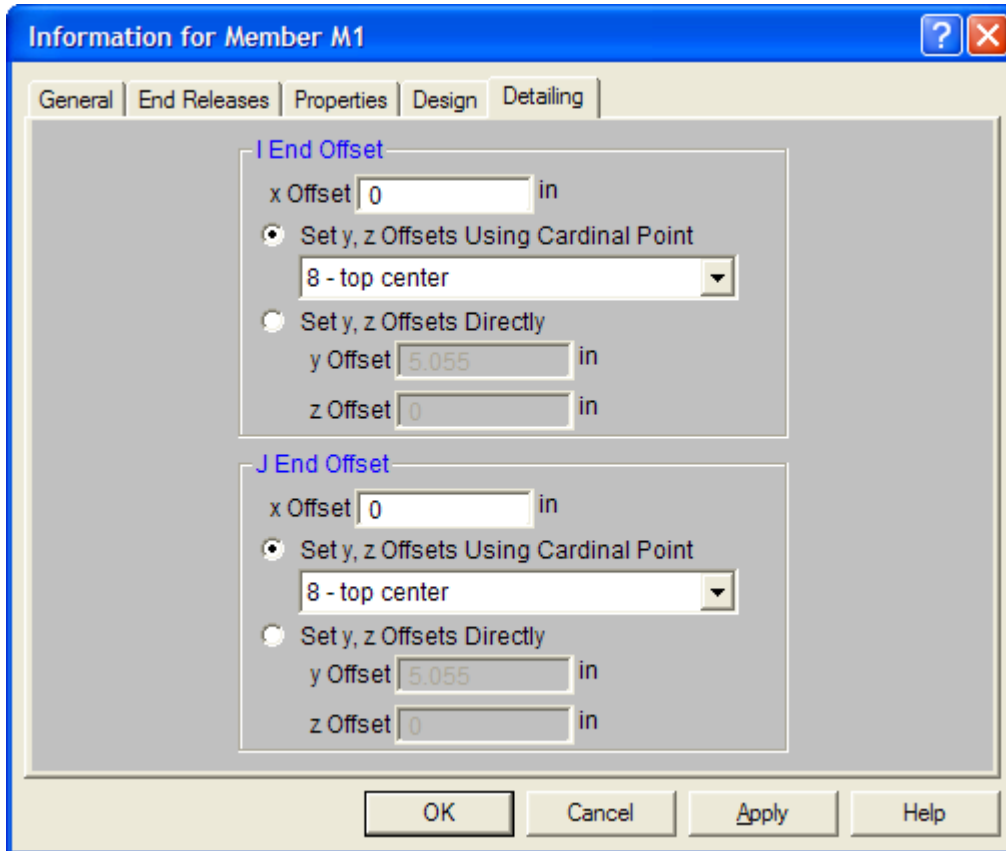 Information for Member M1
General End Releases Properties Design Detailing
I End Offset
x Offset 0 in
Set y, z Offsets Using Cardinal Point
8 - top center
Set y, z Offsets Directly
y Offset 5.055 in
z Offset 0 in
J End Offset
x Offset 0 in
Set y, z Offsets Using Cardinal Point
8 - top center
Set y, z Offsets Directly
y Offset 5.055 in
z Offset 0 in
OK Cancel Apply Help